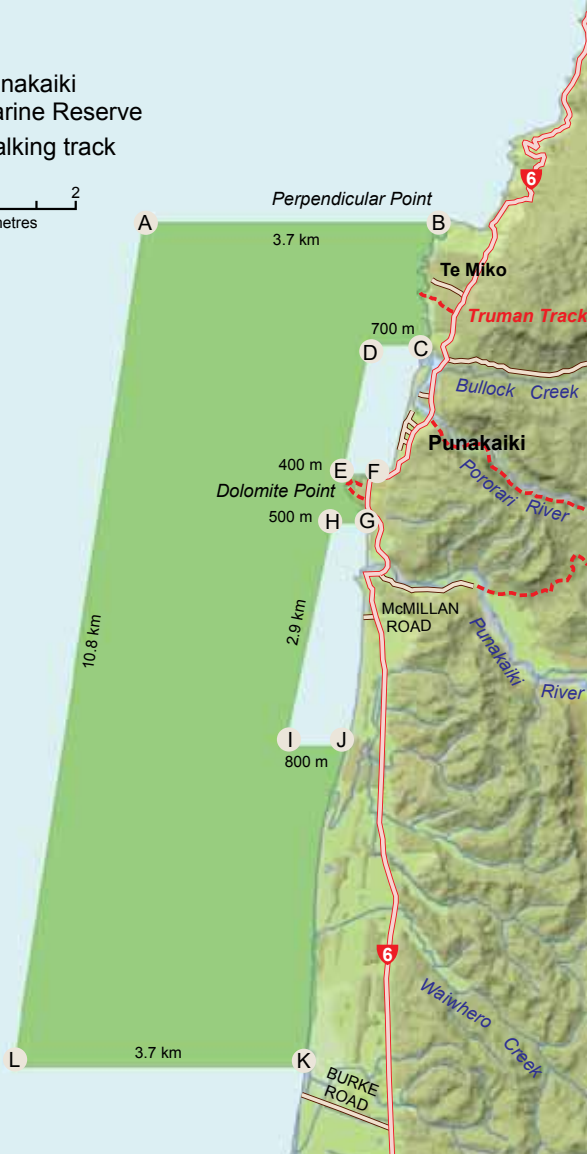 nakaiki
arine Reserve
alking track
2
etres
6
Perpendicular Point
A
B
3.7 km
Te Miko
Truman Track
700 m
D
C
Bullock Creek
Punakaiki
400 m
E
F
Pororari River
Dolomite Point
500 m
H
G
10.8 km
2.9 km
McMILLAN
ROAD
Punakaiki
River
I
J
800 m
6
Waiwhero Creek
L
3.7 km
K
BURKE
ROAD